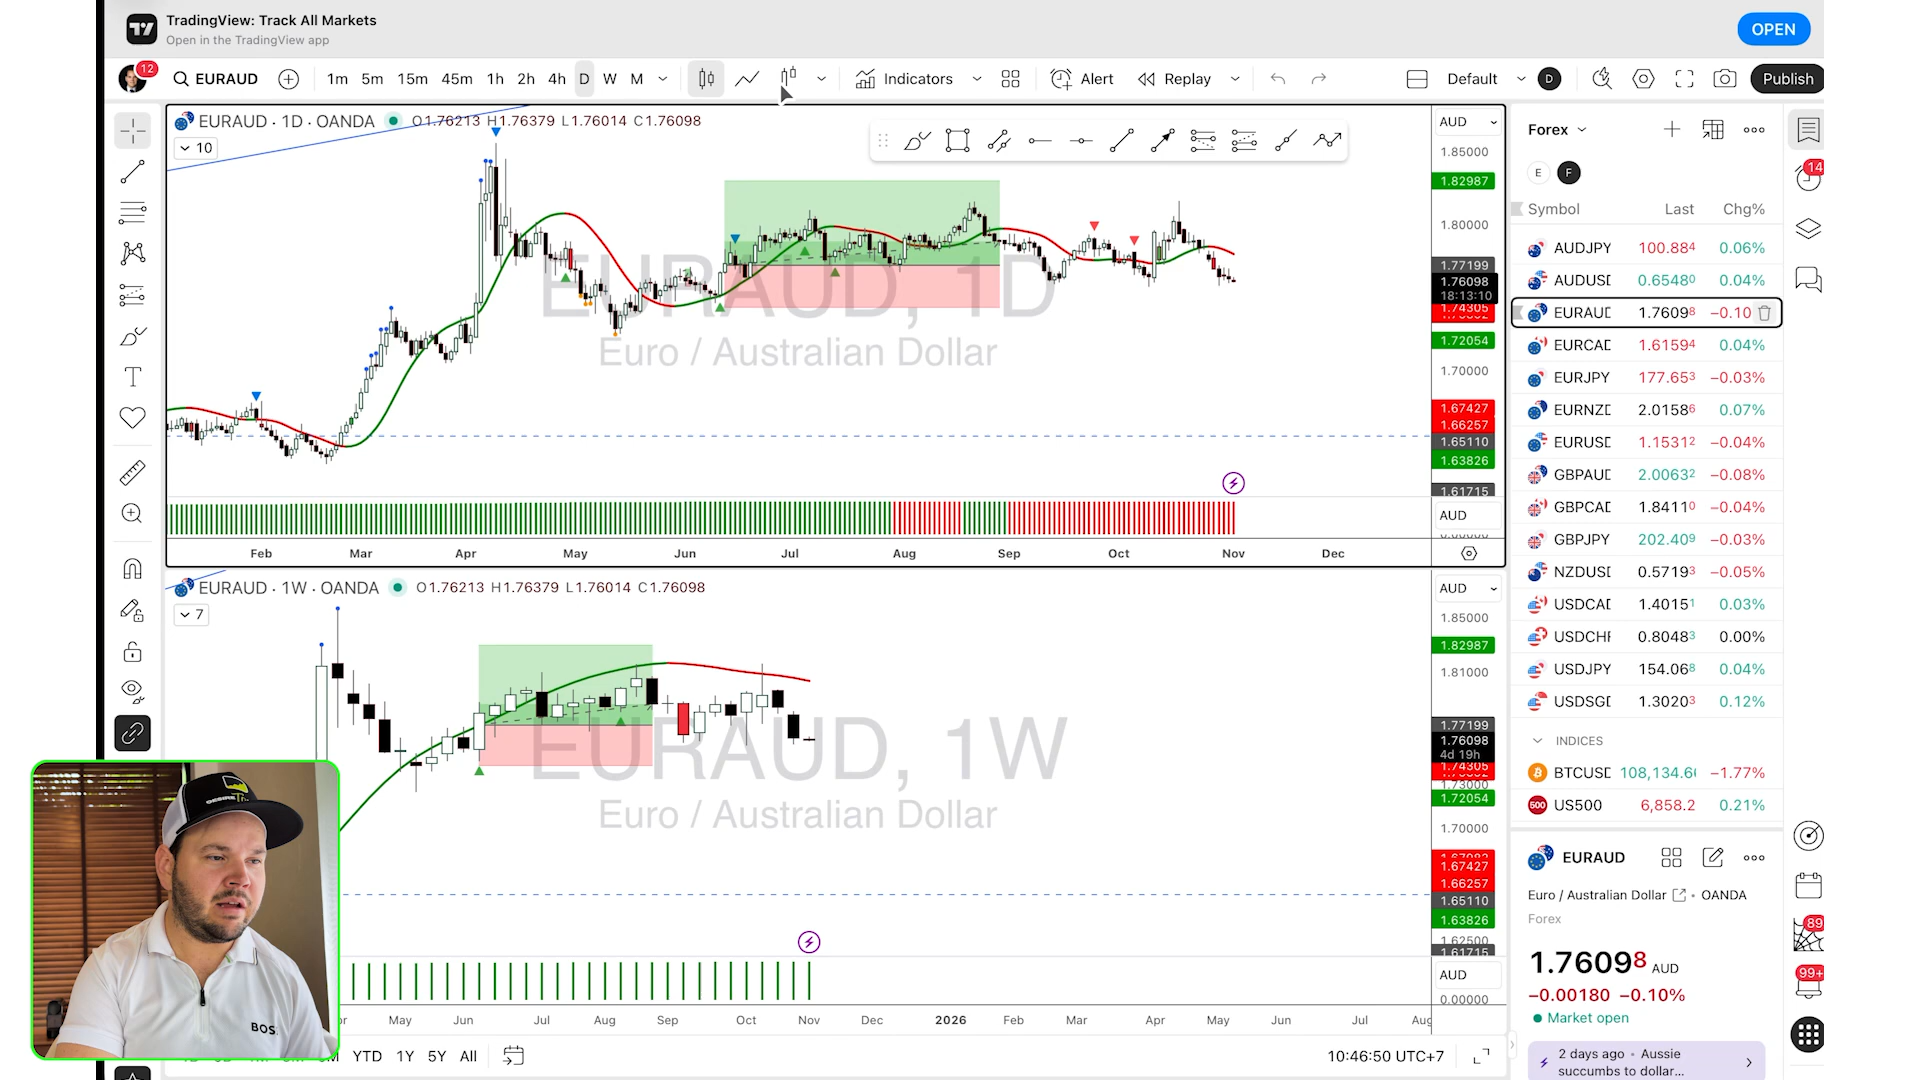 TradingView: Track All Markets
Open in the TradingView app
OPEN
12
EURAUD
1m 5m 15m 45m 1h 2h 4h D W M
Indicators
Alert
Replay
Default
D
Publish
EURAUD · 1D · OANDA
O1.76213 H1.76379 L1.76014 C1.76098
10
AUD
1.85000
1.82987
1.80000
1.77199
1.76098
18:13:10
1.74305
1.72054
1.70000
1.67427
1.66257
1.65110
1.63826
1.61715
EURAUD, 1D
Euro / Australian Dollar
AUD
Feb Mar Apr May Jun Jul Aug Sep Oct Nov Dec
EURAUD · 1W · OANDA
O1.76213 H1.76379 L1.76014 C1.76098
7
AUD
1.85000
1.82987
1.81000
1.77199
1.76098
4d 19h
1.74305
1.73000
1.72054
1.70000
1.67427
1.66257
1.65110
1.63826
1.62500
1.61715
EURAUD, 1W
Euro / Australian Dollar
AUD
0.00000
May Jun Jul Aug Sep Oct Nov Dec 2026 Feb Mar Apr May Jun Jul Aug
YTD 1Y 5Y All
10:46:50 UTC+7
Forex
E F
Symbol Last Chg%
AUDJPY 100.884 0.06%
AUDUSD 0.65480 0.04%
EURAUD 1.76098 −0.10
EURCAD 1.61594 0.04%
EURJPY 177.653 −0.03%
EURNZD 2.01586 0.07%
EURUSD 1.15312 −0.04%
GBPAUD 2.00632 −0.08%
GBPCAD 1.84110 −0.04%
GBPJPY 202.409 −0.03%
NZDUSD 0.57193 −0.05%
USDCAD 1.40151 0.03%
USDCHF 0.80483 0.00%
USDJPY 154.068 0.04%
USDSGD 1.30203 0.12%
INDICES
BTCUSD 108,134.6 −1.77%
500 US500 6,858.2 0.21%
EURAUD
Euro / Australian Dollar · OANDA
Forex
1.76098 AUD
−0.00180 −0.10%
Market open
2 days ago · Aussie
succumbs to dollar...
14
89
99+
BOS